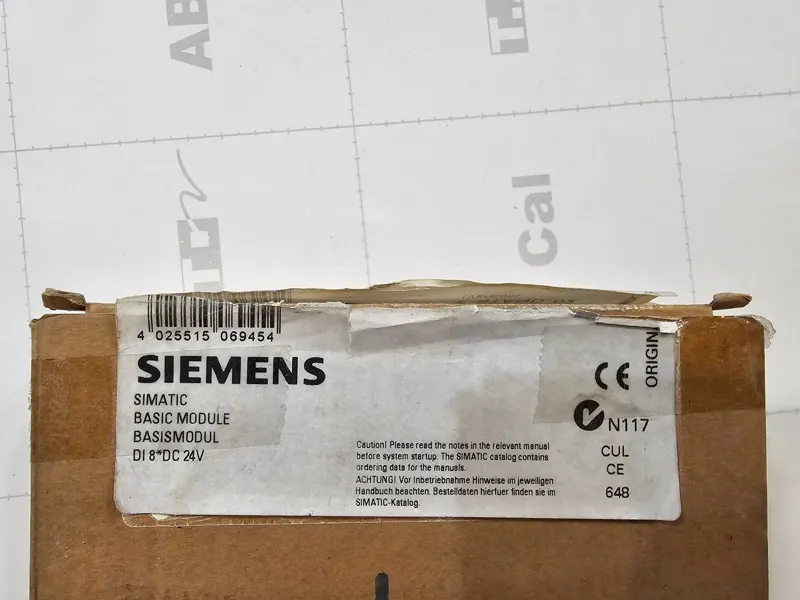 AB
Cal
4 025515 069454
SIEMENS
SIMATIC
BASIC MODULE
BASISMODUL
DI 8*DC 24V
Caution! Please read the notes in the relevant manual
before system startup. The SIMATIC catalog contains
ordering data for the manuals.
ACHTUNG! Vor Inbetriebnahme Hinweise im jeweiligen
Handbuch beachten. Bestelldaten hierfuer finden sie im
SIMATIC-Katalog.
CE
ORIGIN
N117
CUL
CE
648